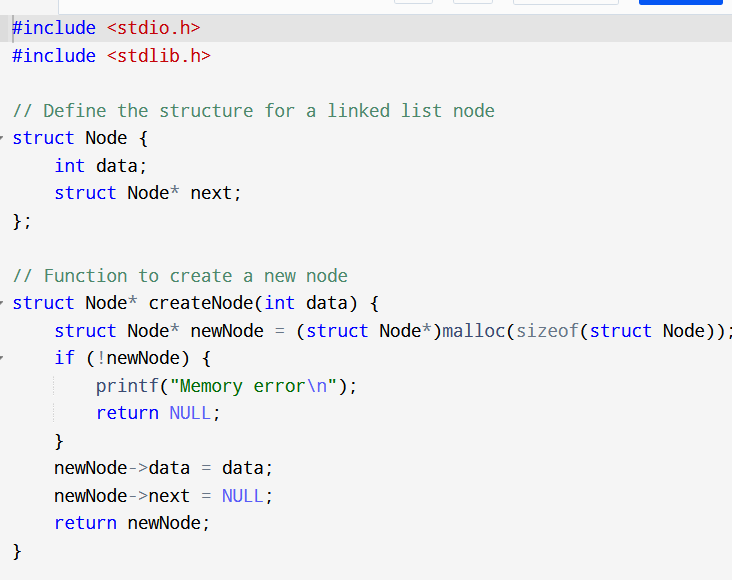 #include <stdio.h>
#include <stdlib.h>

// Define the structure for a linked list node
struct Node {
    int data;
    struct Node* next;
};

// Function to create a new node
struct Node* createNode(int data) {
    struct Node* newNode = (struct Node*)malloc(sizeof(struct Node));
    if (!newNode) {
        printf("Memory error\n");
        return NULL;
    }
    newNode->data = data;
    newNode->next = NULL;
    return newNode;
}